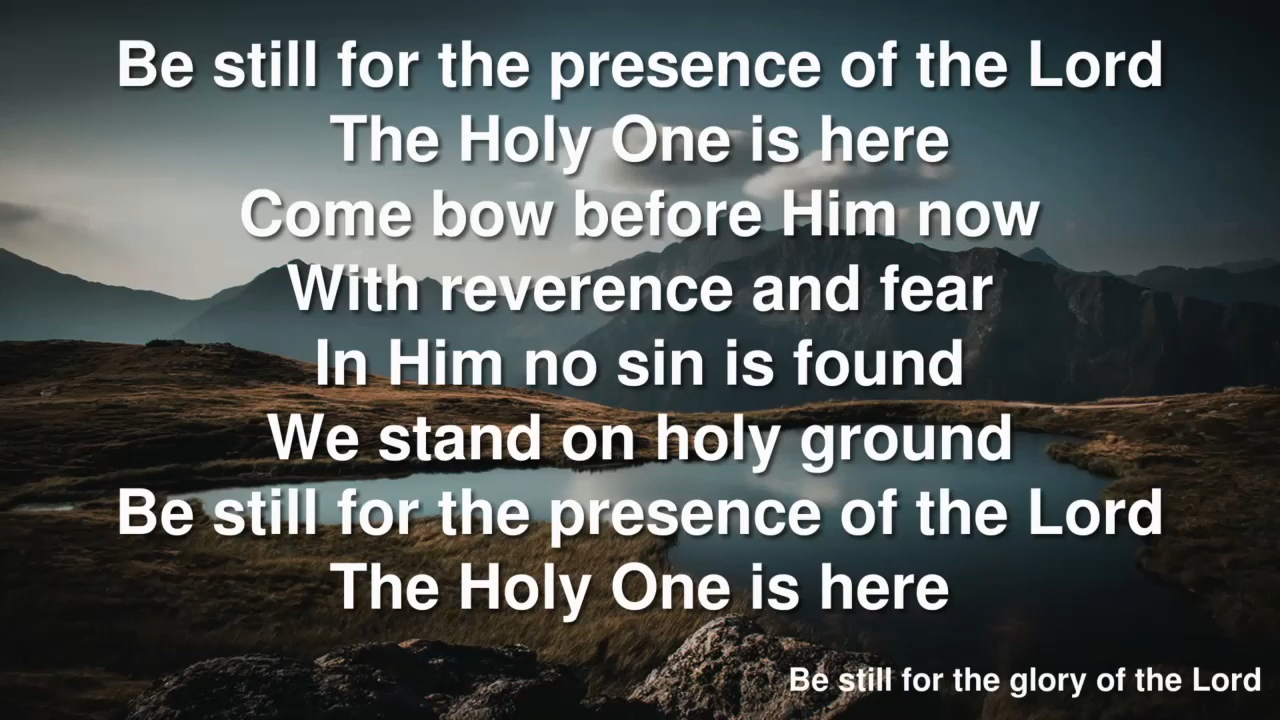 Be still for the presence of the Lord
The Holy One is here
Come bow before Him now
With reverence and fear
In Him no sin is found
We stand on holy ground
Be still for the presence of the Lord
The Holy One is here
Be still for the glory of the Lord